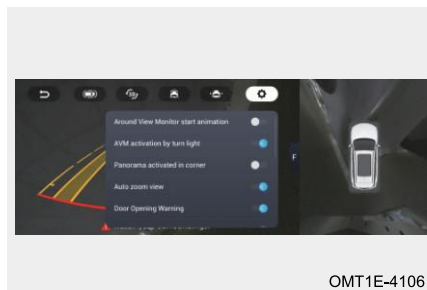 Around View Monitor start animation
AVM activation by turn light
Panorama activated in corner
Auto zoom view
Door Opening Warning
F
OMT1E-4106